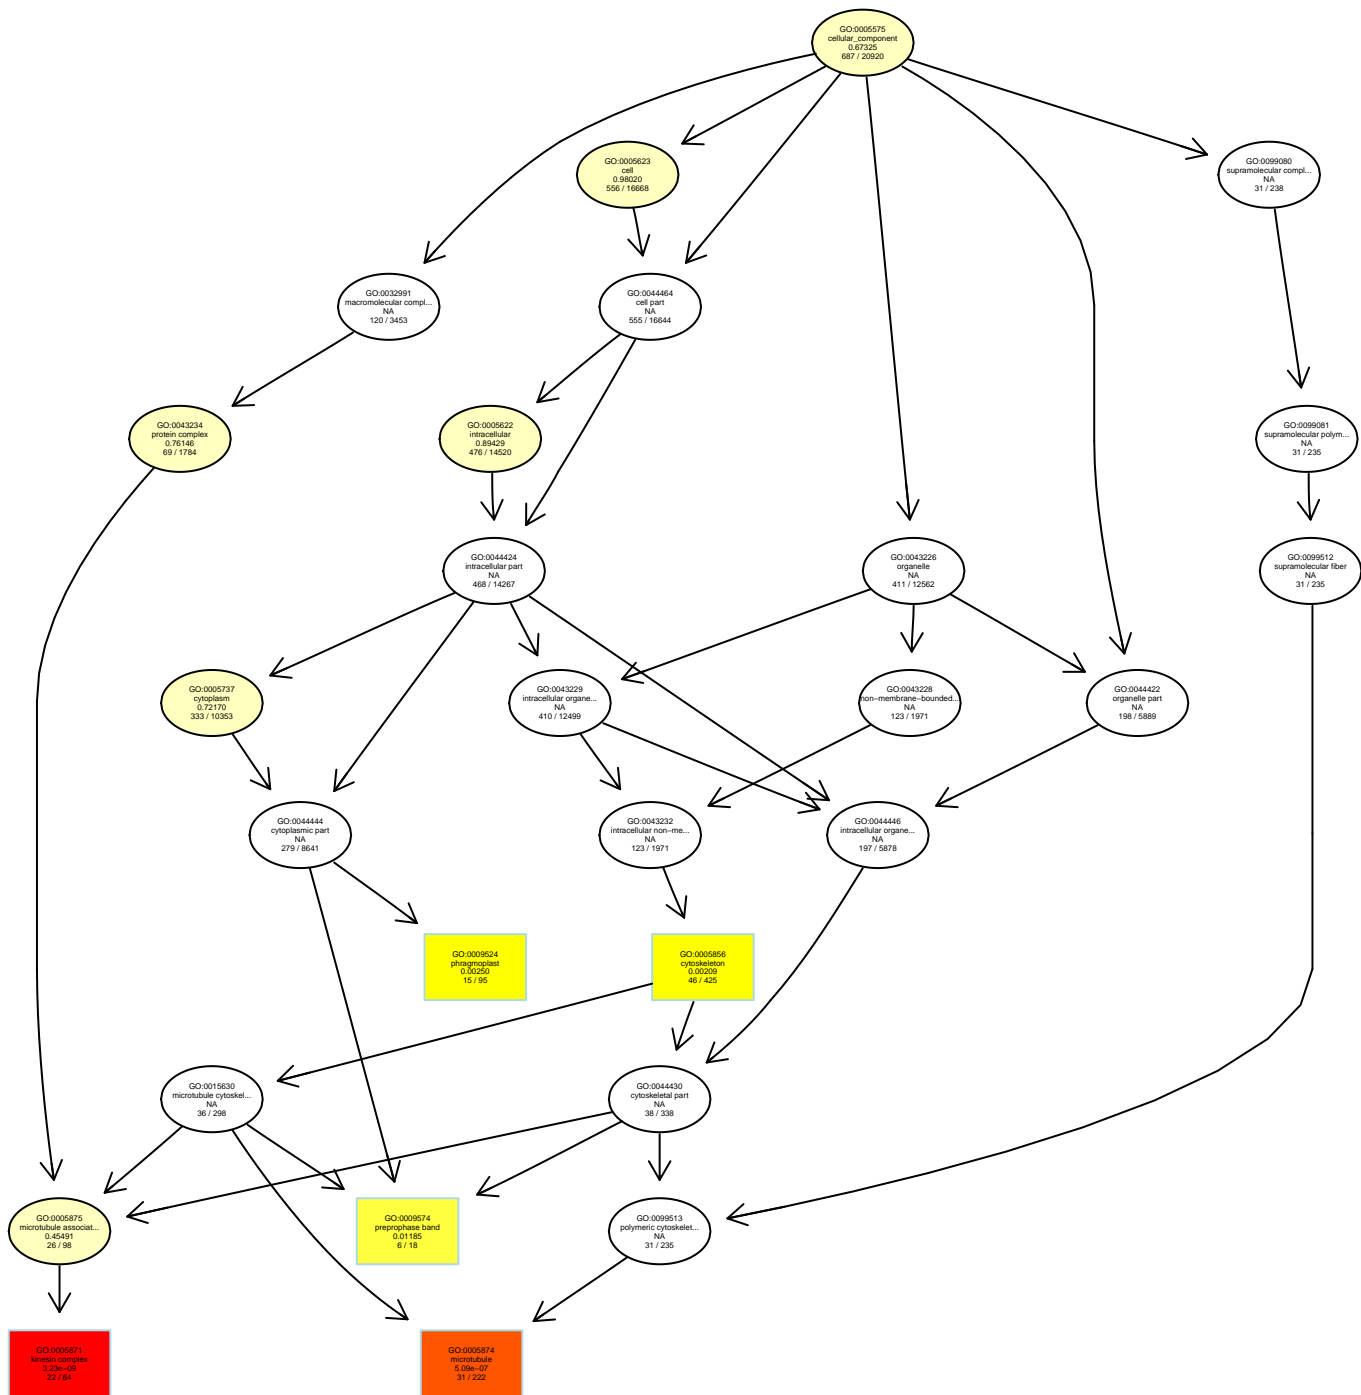 GO:0005575
cellular_component
0.67325
687 / 20920
GO:0005623
cell
0.98020
556 / 16668
GO:0099080
supramolecular compl...
NA
31 / 238
GO:0032991
macromolecular compl...
NA
120 / 3453
GO:0044464
cell part
NA
555 / 16644
GO:0043234
protein complex
0.76146
69 / 1784
GO:0005622
intracellular
0.89429
476 / 14520
GO:0099081
supramolecular polym...
NA
31 / 235
GO:0044424
intracellular part
NA
468 / 14267
GO:0043226
organelle
NA
411 / 12562
GO:0099512
supramolecular fiber
NA
31 / 235
GO:0005737
cytoplasm
0.72170
333 / 10353
GO:0043229
intracellular organe...
NA
410 / 12499
GO:0043228
non−membrane−bounded...
NA
123 / 1971
GO:0044422
organelle part
NA
198 / 5889
GO:0044444
cytoplasmic part
NA
279 / 8641
GO:0043232
intracellular non−me...
NA
123 / 1971
GO:0044446
intracellular organe...
NA
197 / 5878
GO:0009524
phragmoplast
0.00250
15 / 95
GO:0005856
cytoskeleton
0.00209
46 / 425
GO:0015630
microtubule cytoskel...
NA
36 / 298
GO:0044430
cytoskeletal part
NA
38 / 338
GO:0005875
microtubule associat...
0.45491
26 / 98
GO:0009574
preprophase band
0.01185
6 / 18
GO:0099513
polymeric cytoskelet...
NA
31 / 235
GO:0005871
kinesin complex
3.23e−09
22 / 64
GO:0005874
microtubule
5.09e−07
31 / 222